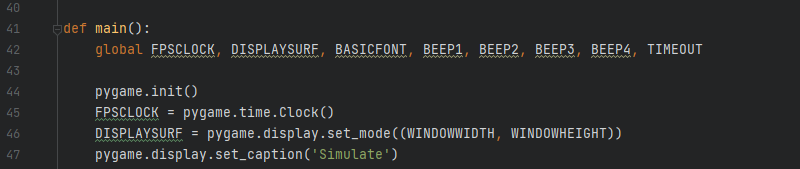 40
41 def main():
42 global FPSCLOCK, DISPLAYSURF, BASICFONT, BEEP1, BEEP2, BEEP3, BEEP4, TIMEOUT
43
44 pygame.init()
45 FPSCLOCK = pygame.time.Clock()
46 DISPLAYSURF = pygame.display.set_mode((WINDOWWIDTH, WINDOWHEIGHT))
47 pygame.display.set_caption('Simulate')